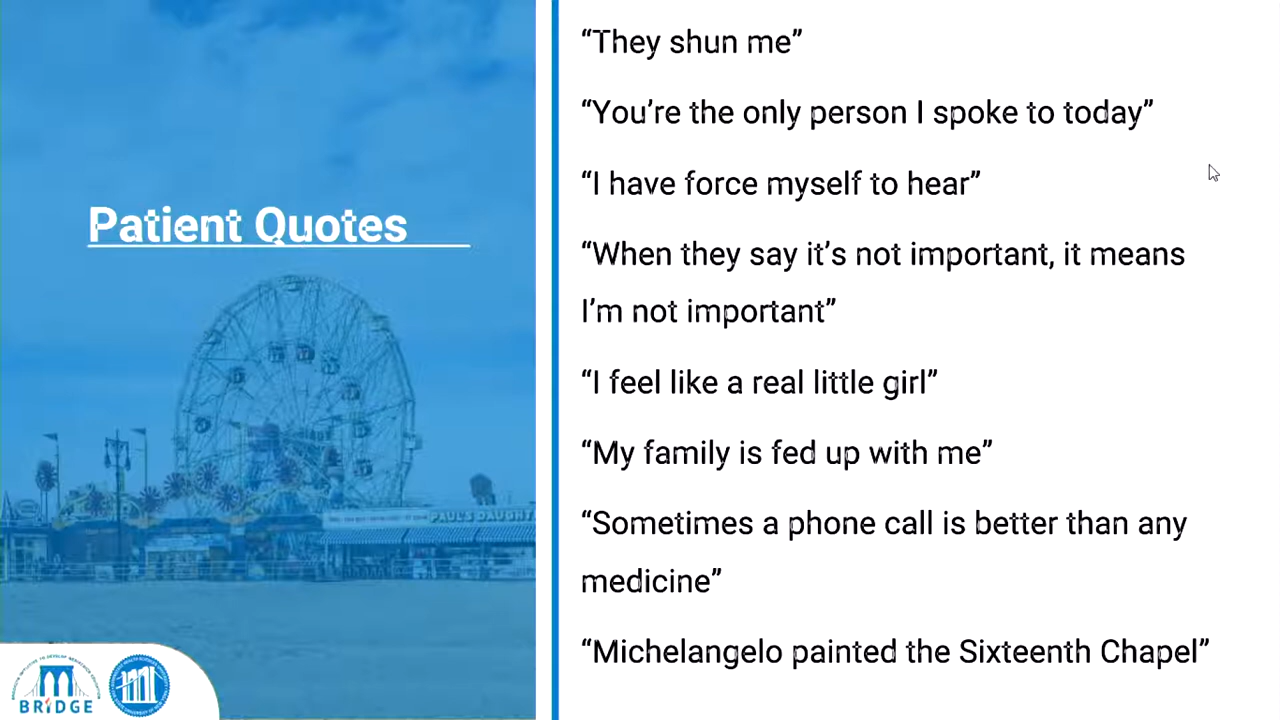 Patient Quotes
“They shun me”
“You’re the only person I spoke to today”
“I have force myself to hear”
“When they say it’s not important, it means
I’m not important”
“I feel like a real little girl”
“My family is fed up with me”
“Sometimes a phone call is better than any
medicine”
“Michelangelo painted the Sixteenth Chapel”
PAUL'S DAUGHT
BRIDGE